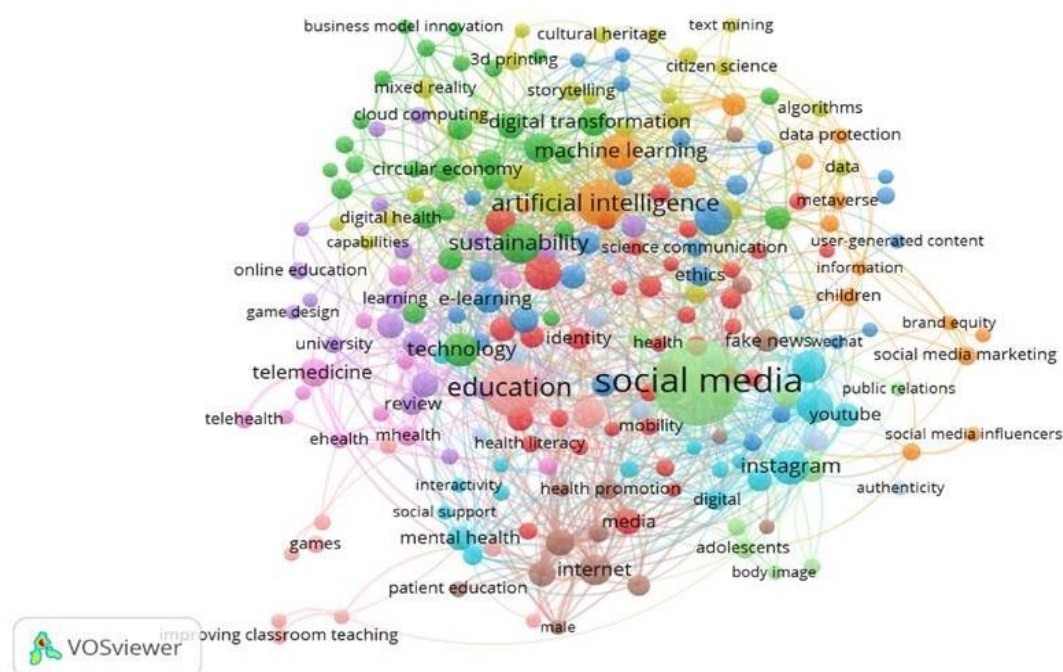 business model innovation
cultural heritage
text mining
3d printing
citizen science
mixed reality
storytelling
cloud computing
digital transformation
algorithms
machine learning
data protection
circular economy
data
artificial intelligence
metaverse
digital health
sustainability
science communication
user-generated content
capabilities
online education
ethics
information
learning
e-learning
children
game design
brand equity
university
technology
identity
health
fake news
wechat
social media marketing
telemedicine
education
social media
public relations
review
youtube
telehealth
mobility
ehealth
mhealth
health literacy
social media influencers
instagram
interactivity
health promotion
digital
authenticity
social support
media
mental health
games
adolescents
internet
body image
patient education
male
improving classroom teaching
VOSviewer